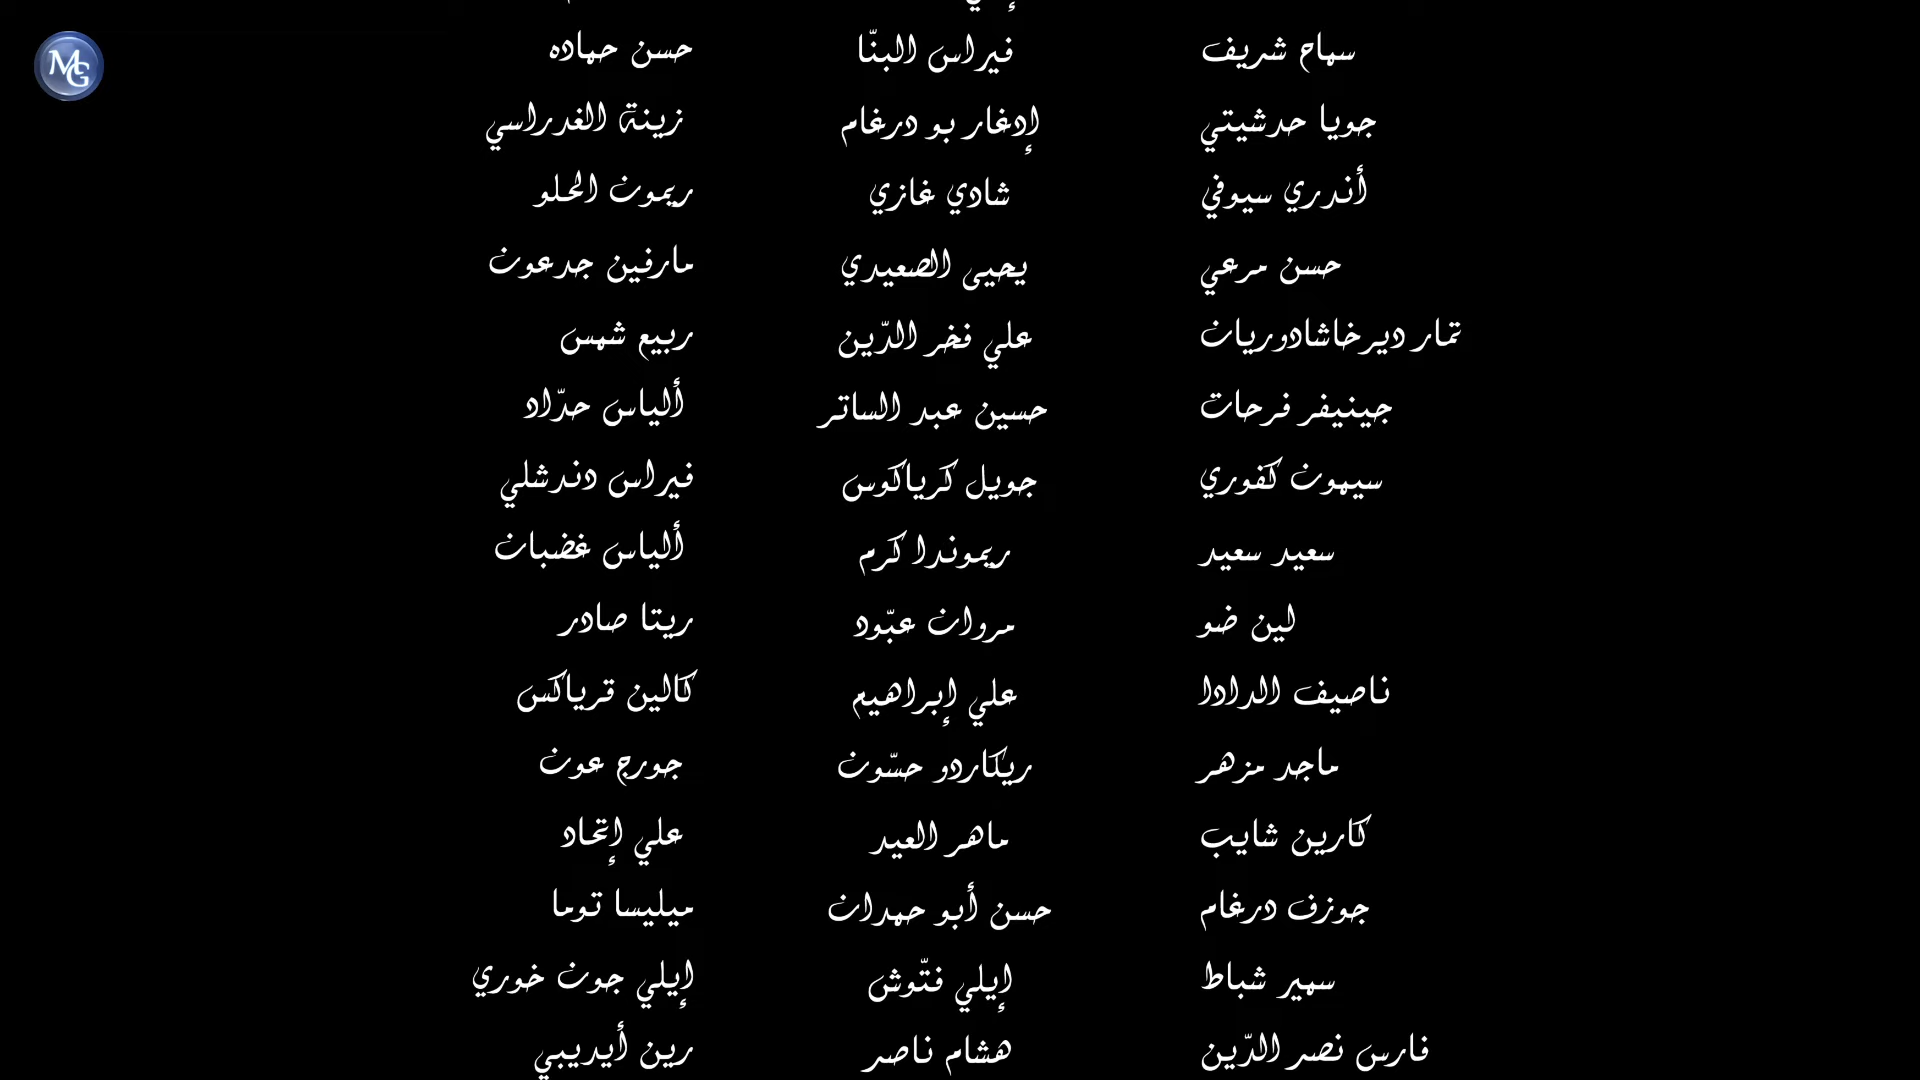 MG
سماح شريف فيراس البنّا حسن حماده
جويا حدشيتي إدغار بو درغام زينة الغدراسي
أندري سيوفي شادي غازي ريمون الحلو
حسن مرعي يحيى الصعيدي مارفين جدعون
تمار ديرخاشادوريان علي فخر الدّين ربيع شمس
جينيفر فرحات حسين عبد الساتر ألياس حدّاد
سيمون كفوري جويل كرياكوس فيراس دندشلي
سعيد سعيد ريموندا كرم ألياس غضبان
لين ضو مروان عبّود ريتا صادر
ناصيف الدادا علي إبراهيم كالين قرياكس
ماجد مزهر ريكاردو حسّون جورج عون
كارين شايب ماهر العيد علي إتحاد
جوزف درغام حسن أبو حمدان ميليسا توما
سمير شباط إيلي فتّوش إيلي جون خوري
فارس نصر الدّين هشام ناصر رين أيديبي